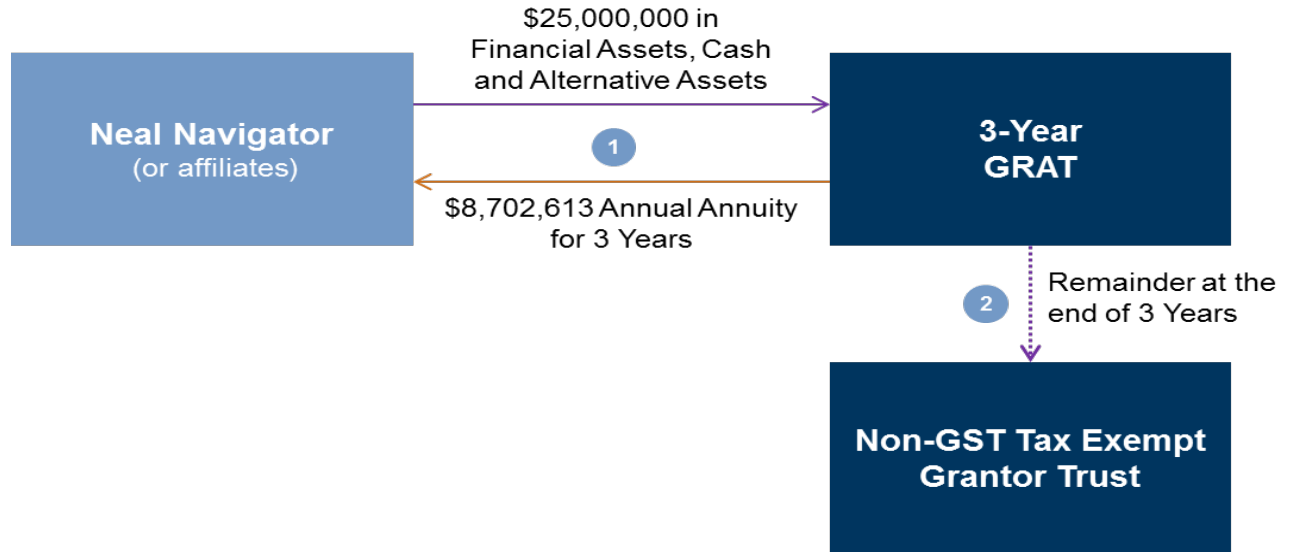 $25,000,000 in
Financial Assets, Cash
and Alternative Assets
Neal Navigator
(or affiliates)
1
3-Year
GRAT
$8,702,613 Annual Annuity
for 3 Years
2
Remainder at the
end of 3 Years
Non-GST Tax Exempt
Grantor Trust